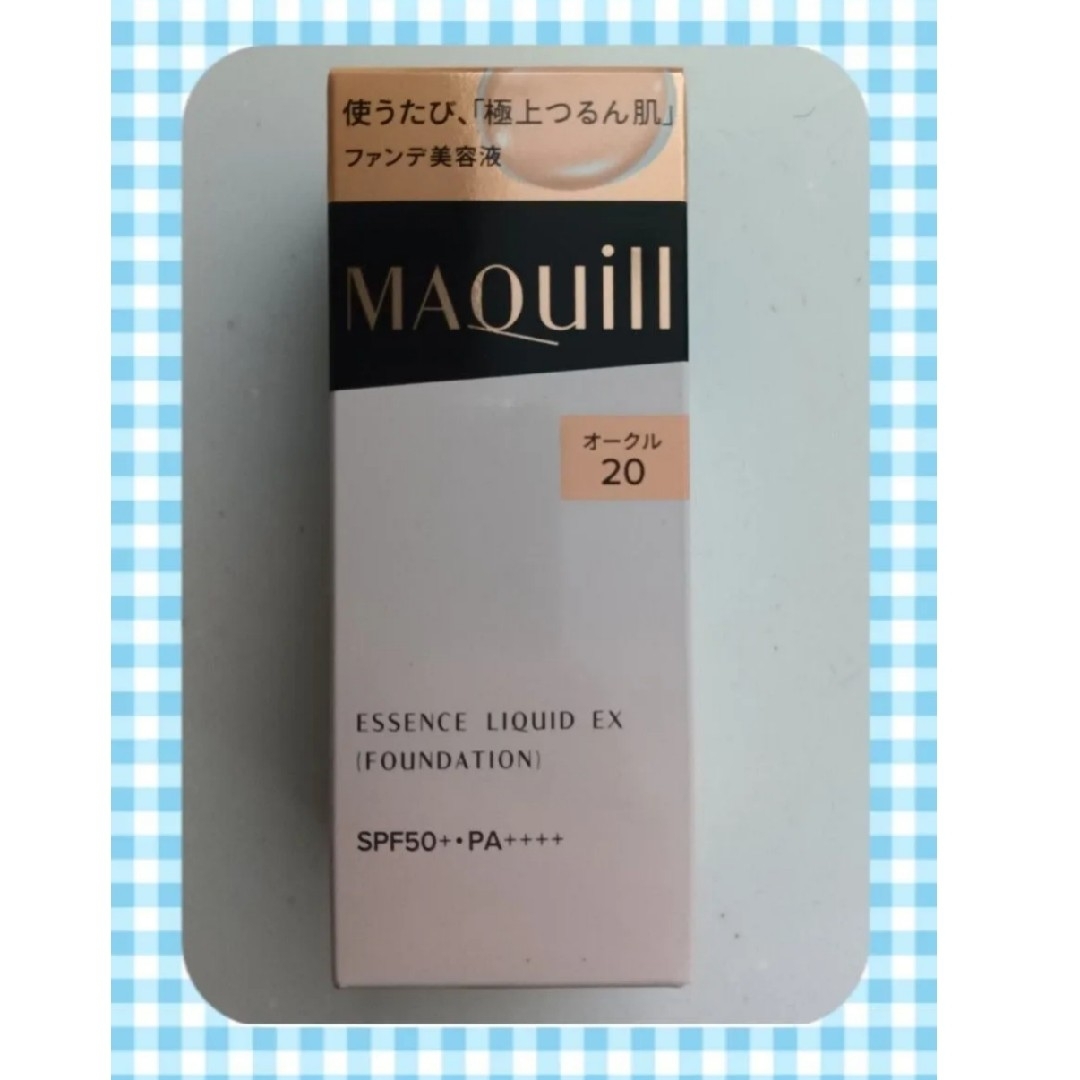 使うたび、「極上つるん肌」
ファンデ美容液
MAQuill
オークル
20
ESSENCE LIQUID EX
(FOUNDATION)
SPF50+・PA++++